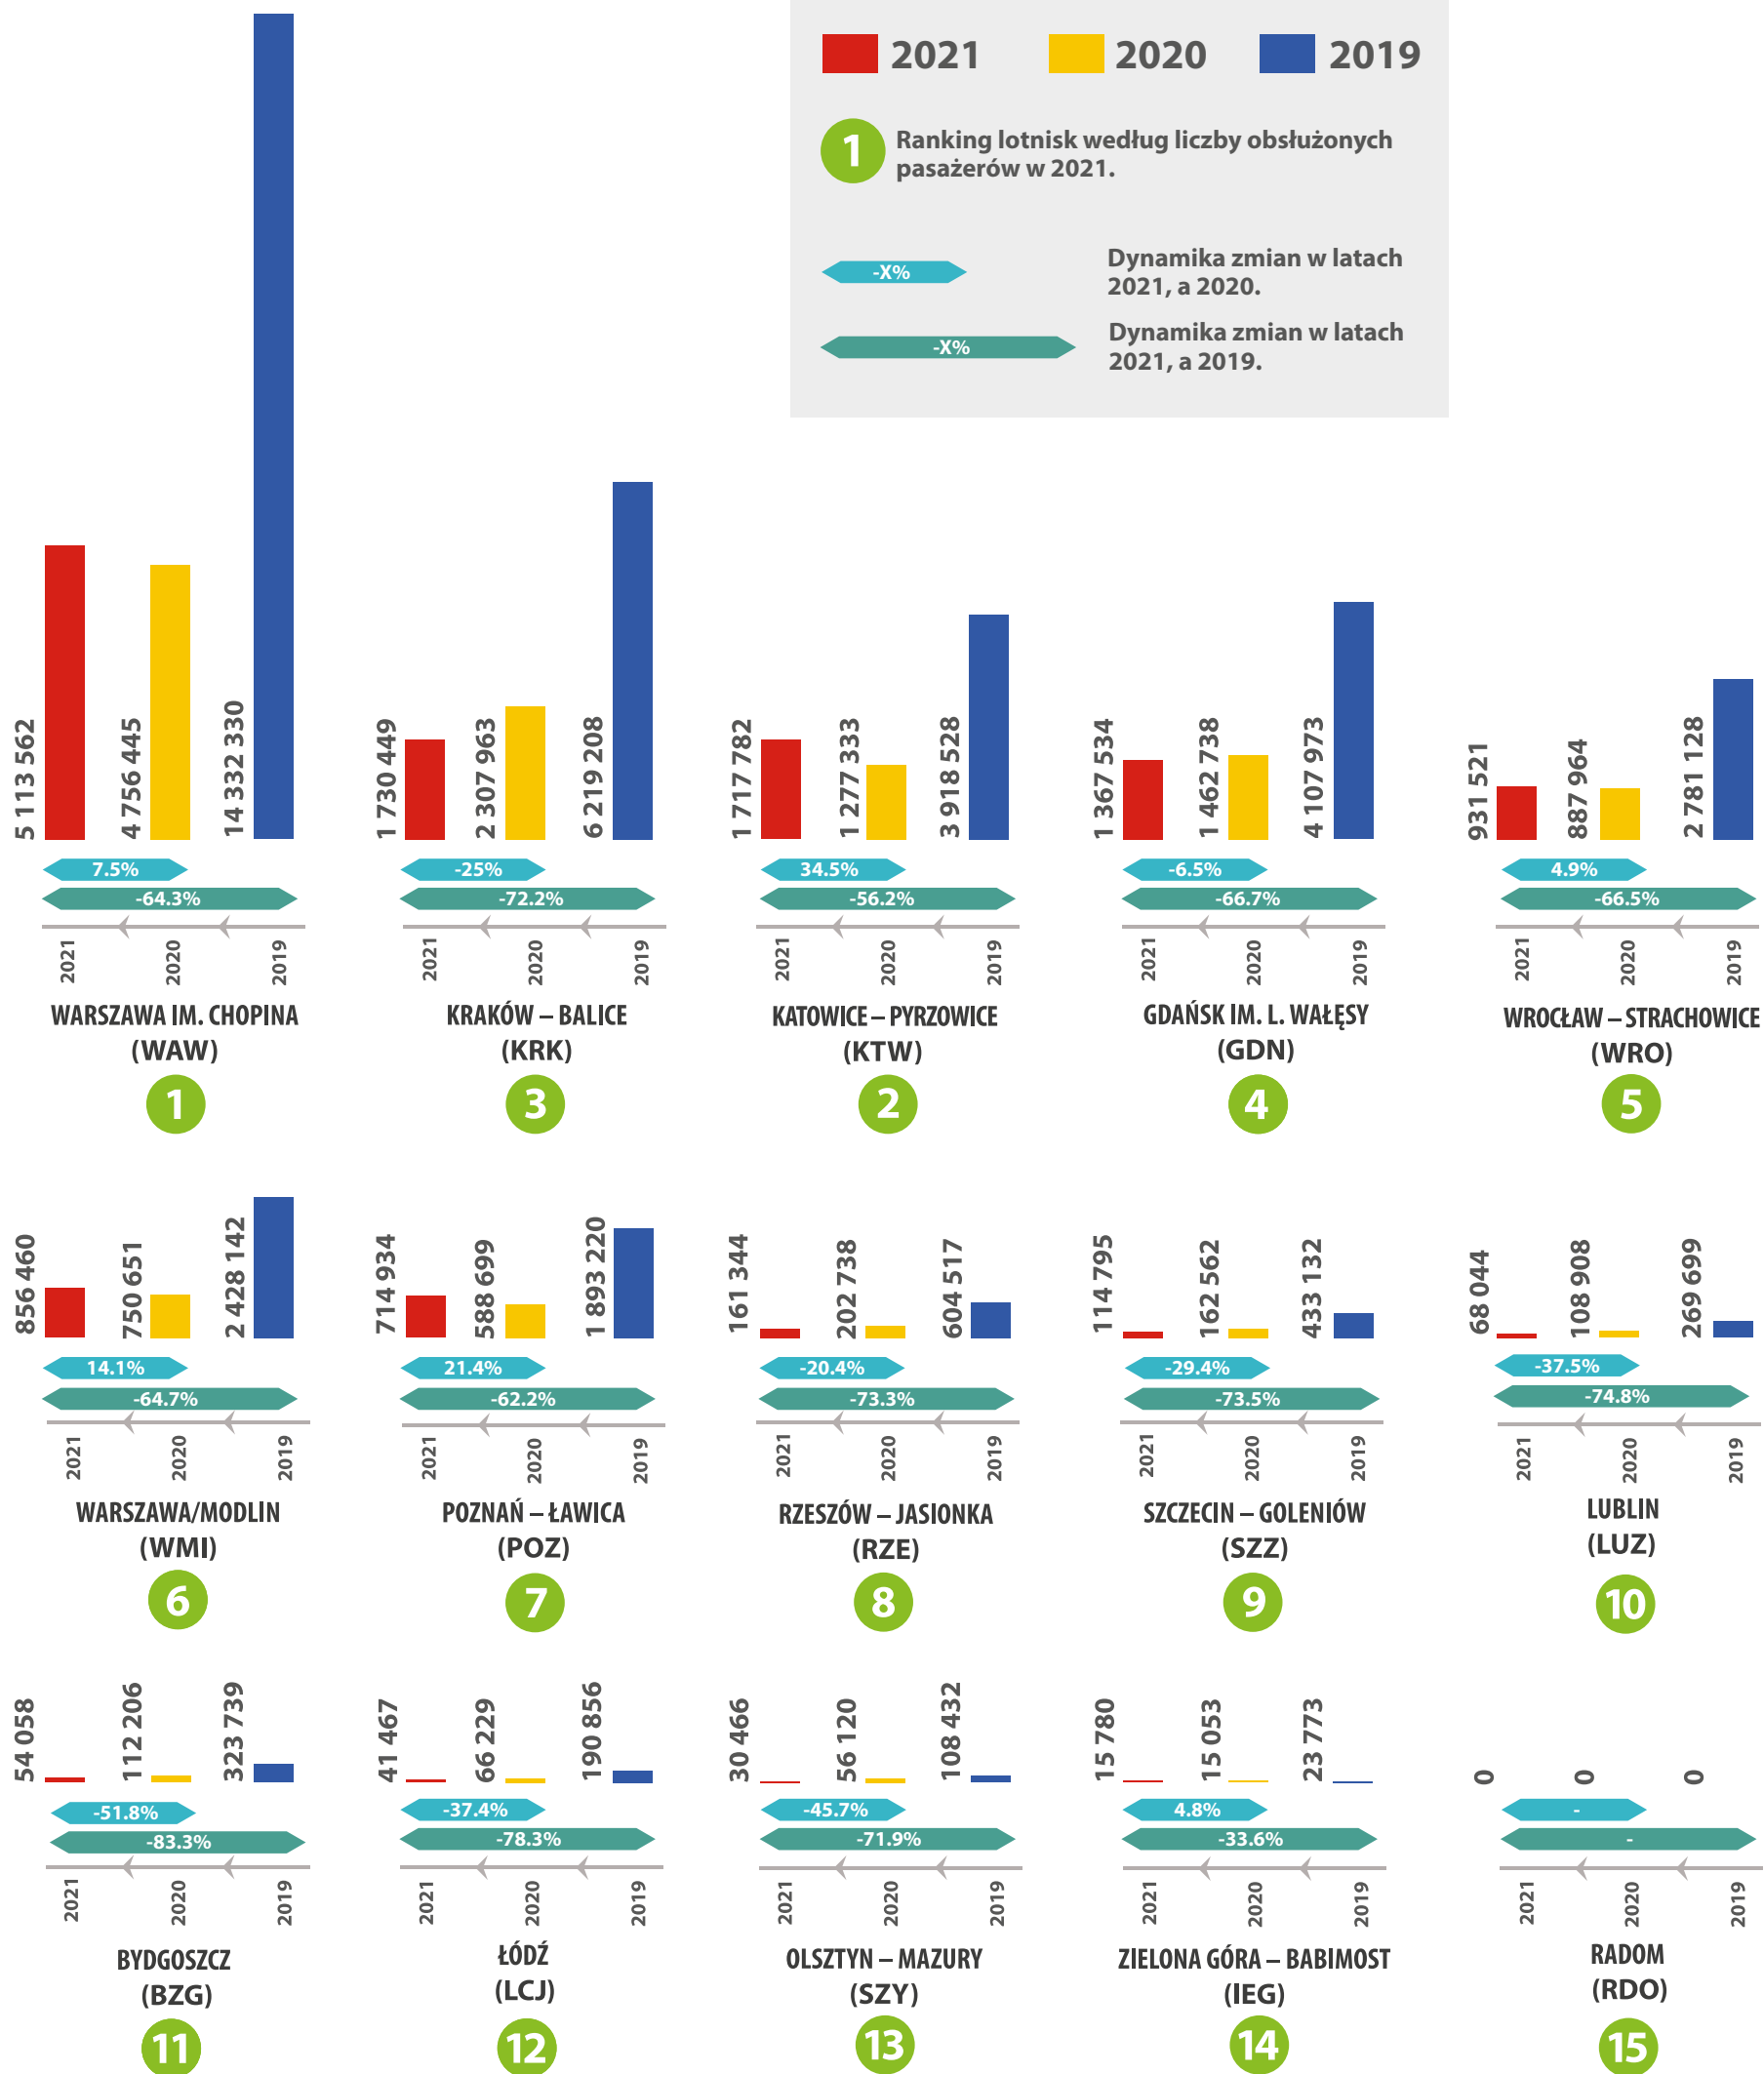 2021 2020 2019
1 Ranking lotnisk według liczby obsłużonych
pasażerów w 2021.
-X% Dynamika zmian w latach
2021, a 2020.
-X% Dynamika zmian w latach
2021, a 2019.
5 113 562 4 756 445 14 332 330
7.5%
-64.3%
2021 2020 2019
WARSZAWA IM. CHOPINA
(WAW)
1
1 730 449 2 307 963 6 219 208
-25%
-72.2%
2021 2020 2019
KRAKÓW – BALICE
(KRK)
3
1 717 782 1 277 333 3 918 528
34.5%
-56.2%
2021 2020 2019
KATOWICE – PYRZOWICE
(KTW)
2
1 367 534 1 462 738 4 107 973
-6.5%
-66.7%
2021 2020 2019
GDAŃSK IM. L. WAŁĘSY
(GDN)
4
931 521 887 964 2 781 128
4.9%
-66.5%
2021 2020 2019
WROCŁAW – STRACHOWICE
(WRO)
5
856 460 750 651 2 428 142
14.1%
-64.7%
2021 2020 2019
WARSZAWA/MODLIN
(WMI)
6
714 934 588 699 1 893 220
21.4%
-62.2%
2021 2020 2019
POZNAŃ – ŁAWICA
(POZ)
7
161 344 202 738 604 517
-20.4%
-73.3%
2021 2020 2019
RZESZÓW – JASIONKA
(RZE)
8
114 795 162 562 433 132
-29.4%
-73.5%
2021 2020 2019
SZCZECIN – GOLENIÓW
(SZZ)
9
68 044 108 908 269 699
-37.5%
-74.8%
2021 2020 2019
LUBLIN
(LUZ)
10
54 058 112 206 323 739
-51.8%
-83.3%
2021 2020 2019
BYDGOSZCZ
(BZG)
11
41 467 66 229 190 856
-37.4%
-78.3%
2021 2020 2019
ŁÓDŹ
(LCJ)
12
30 466 56 120 108 432
-45.7%
-71.9%
2021 2020 2019
OLSZTYN – MAZURY
(SZY)
13
15 780 15 053 23 773
4.8%
-33.6%
2021 2020 2019
ZIELONA GÓRA – BABIMOST
(IEG)
14
0 0 0
-
-
2021 2020 2019
RADOM
(RDO)
15